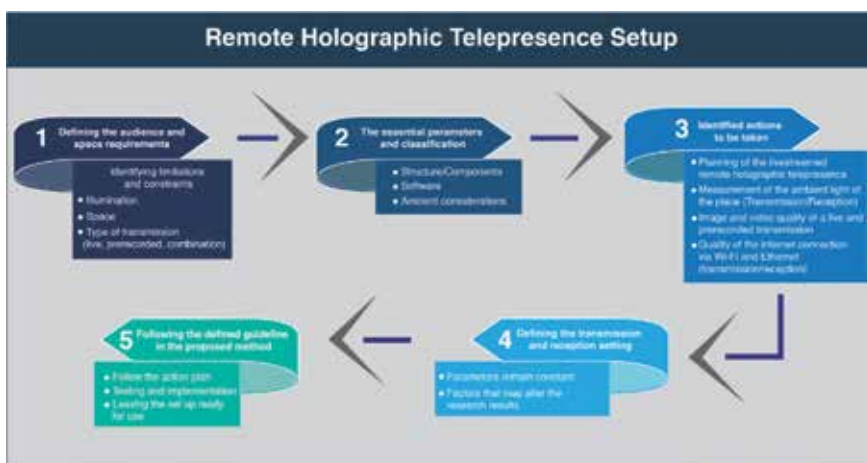 Remote Holographic Telepresence Setup
1
Defining the audience and
space requirements
Identifying limitations
and constraints
• Illumination
• Space
• Type of transmission
(live, prerecorded, combination)
2
The essential parameters
and classification
• Structure/Components
• Software
• Ambient considerations
3
Identified actions
to be taken
• Planning of the livestreamed
remote holographic telepresence
• Measurement of the ambient light of
the place (Transmission/Reception)
• Image and video quality of a live and
prerecorded transmission
• Quality of the internet connection
via Wi-Fi and Ethernet
(transmission/reception)
4
Defining the transmission
and reception setting
• Parameters remain constant
• Factors that may alter the
research results
5
Following the defined guideline
in the proposed method
• Follow the action plan
• Testing and implementation
• Leaving the set up ready
for use